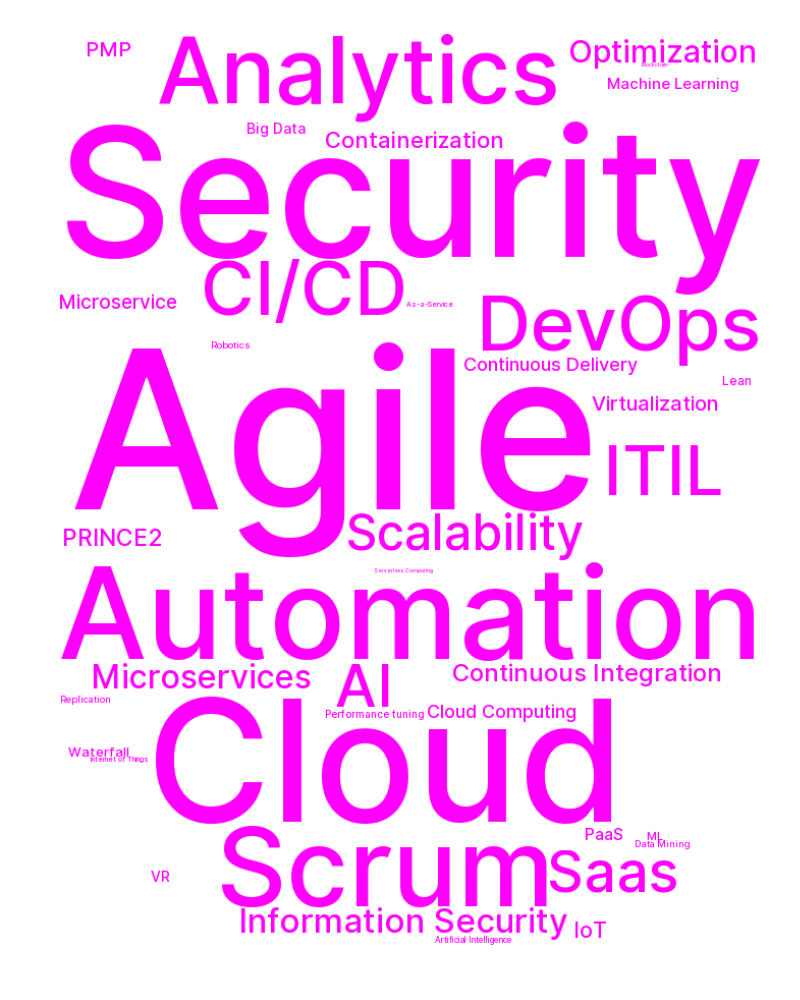 PMP
Analytics
Optimization
Blockchain
Machine Learning
Big Data
Containerization
Security
CI/CD
Microservice
As-a-Service
DevOps
Robotics
Continuous Delivery
Lean
Agile
Virtualization
ITIL
PRINCE2
Scalability
Serverless Computing
Automation
Microservices
AI
Continuous Integration
Replication
Performance tuning
Cloud Computing
Cloud
Waterfall
Internet of Things
PaaS
ML
Data Mining
Scrum
Saas
VR
Information Security
IoT
Artificial Intelligence